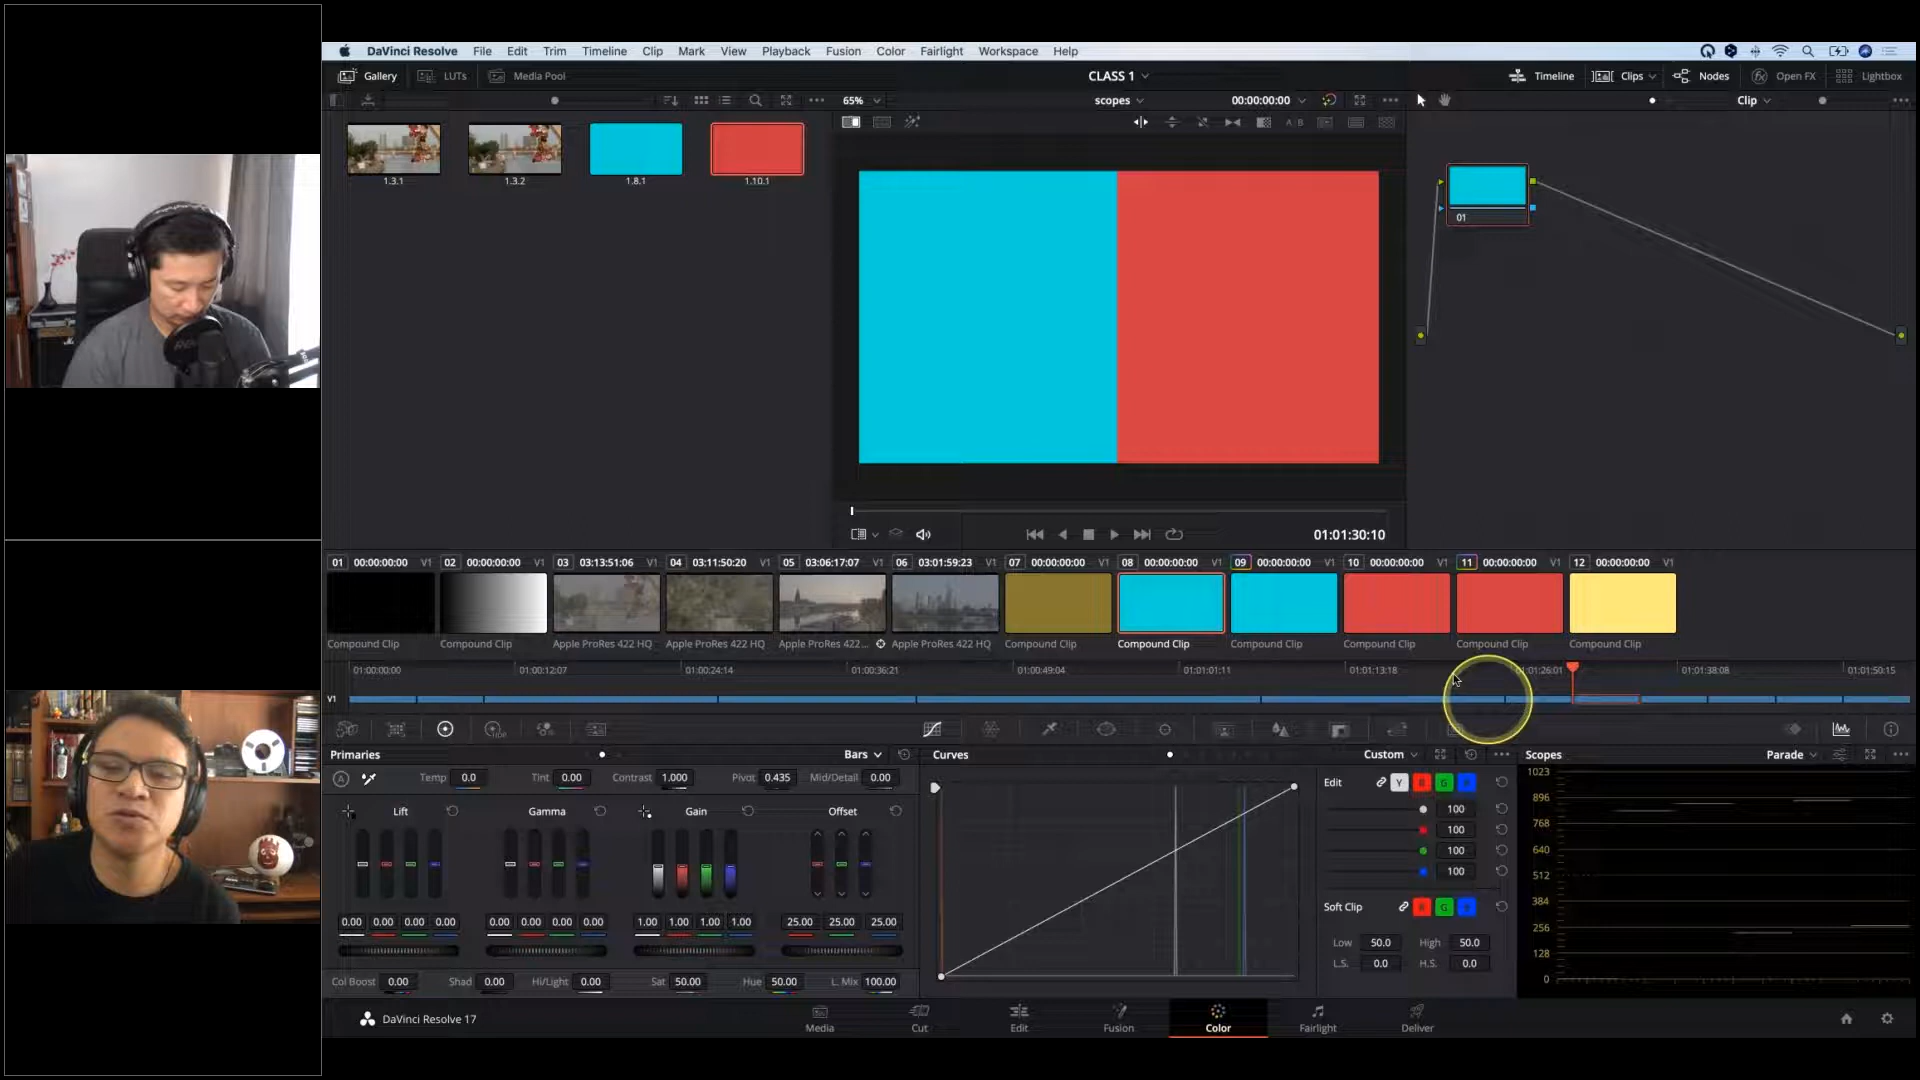 DaVinci Resolve File Edit Trim Timeline Clip Mark View Playback Fusion Color Fairlight Workspace Help
Gallery LUTs Media Pool CLASS 1 Timeline Clips Nodes Open FX Lightbox
65% scopes 00:00:00:00 Clip
A B
1.3.1 1.3.2 1.8.1 1.10.1
01
01:01:30:10
01 00:00:00:00 V1 02 00:00:00:00 V1 03 03:13:51:06 V1 04 03:11:50:20 V1 05 03:06:17:07 V1 06 03:01:59:23 V1 07 00:00:00:00 V1 08 00:00:00:00 V1 09 00:00:00:00 V1 10 00:00:00:00 V1 11 00:00:00:00 V1 12 00:00:00:00 V1
Compound Clip Compound Clip Apple ProRes 422 HQ Apple ProRes 422 HQ Apple ProRes 422... Apple ProRes 422 HQ Compound Clip Compound Clip Compound Clip Compound Clip Compound Clip Compound Clip
01:00:00:00 01:00:12:07 01:00:24:14 01:00:36:21 01:00:49:04 01:01:01:11 01:01:13:18 01:01:26:01 01:01:38:08 01:01:50:15
V1
HDR
Primaries Bars Curves Custom Scopes Parade
A Temp 0.0 Tint 0.00 Contrast 1.000 Pivot 0.435 Mid/Detail 0.00
Lift Gamma Gain Offset
0.00 0.00 0.00 0.00 0.00 0.00 0.00 0.00 1.00 1.00 1.00 1.00 25.00 25.00 25.00
Col Boost 0.00 Shad 0.00 Hi/Light 0.00 Sat 50.00 Hue 50.00 L. Mix 100.00
Edit Y R G B
100
100
100
100
Soft Clip R G B
Low 50.0 High 50.0
L.S. 0.0 H.S. 0.0
1023
896
768
640
512
384
256
128
0
DaVinci Resolve 17 Media Cut Edit Fusion Color Fairlight Deliver